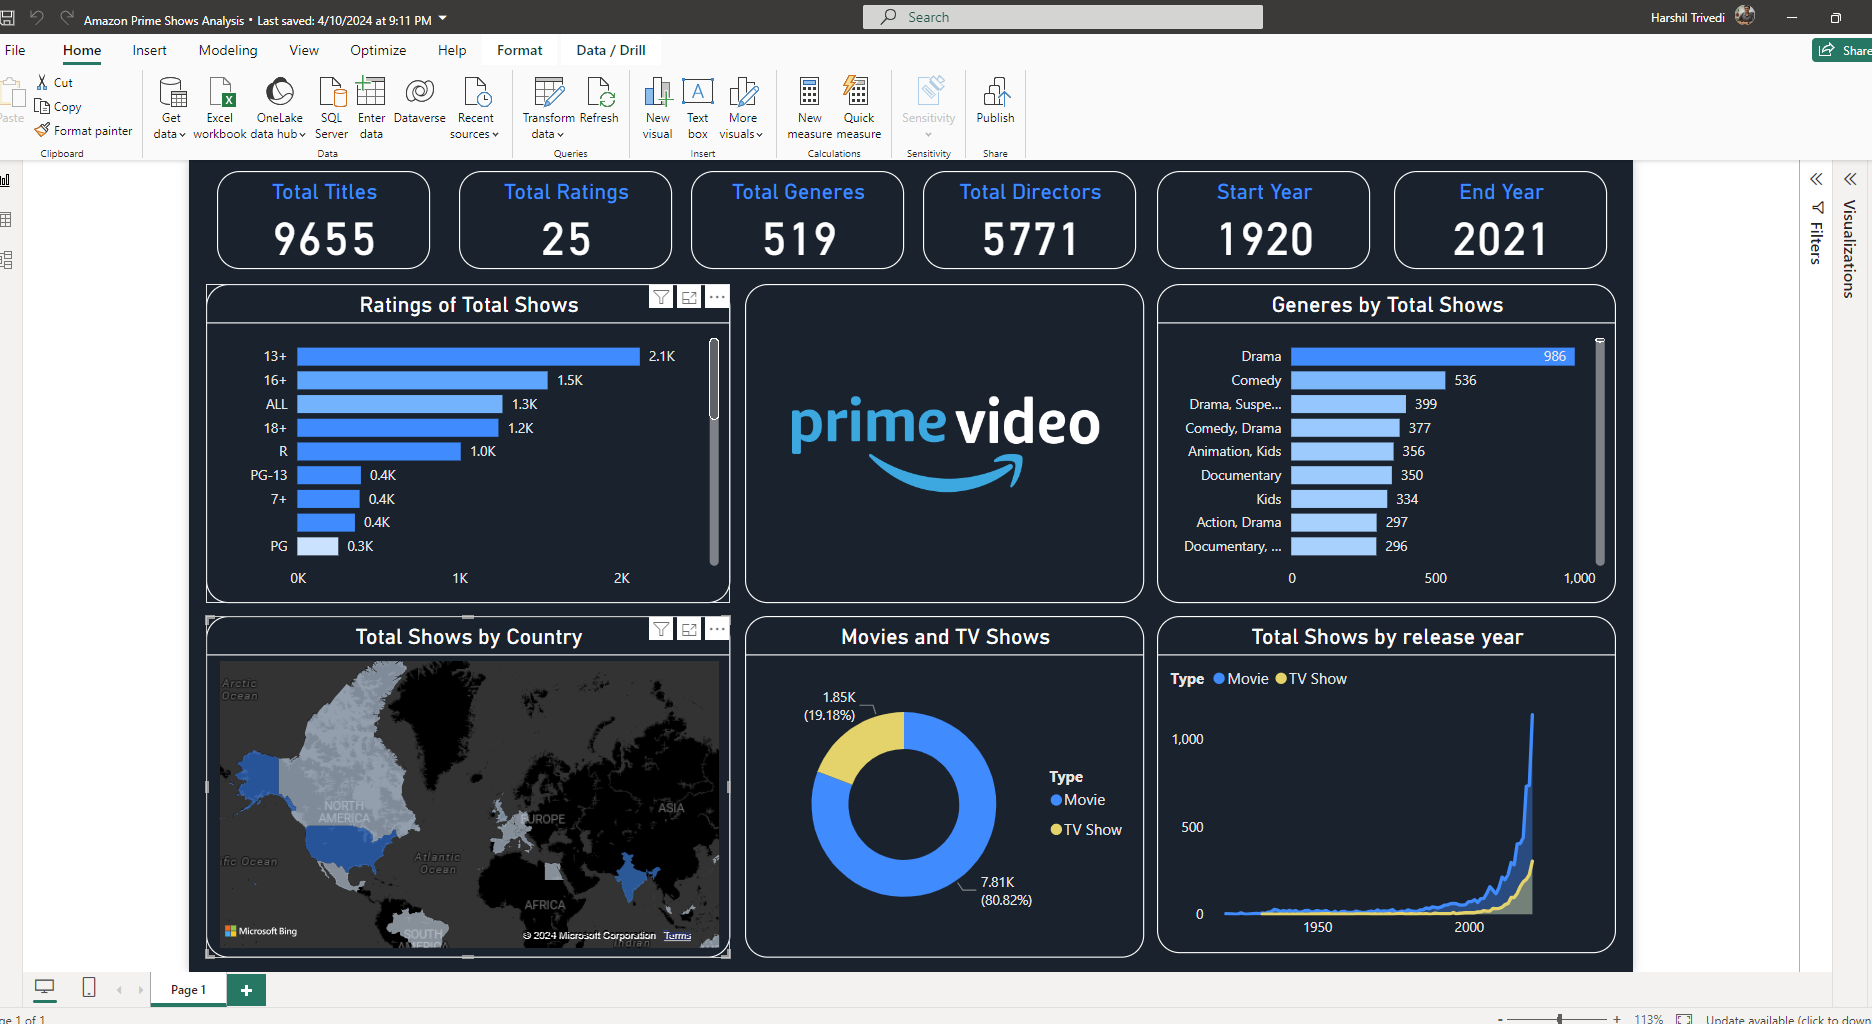 Amazon Prime Shows Analysis • Last saved: 4/10/2024 at 9:11 PM
Search
Harshil Trivedi
File Home Insert Modeling View Optimize Help Format Data / Drill
Share
Paste
Cut
Copy
Format painter
Clipboard
Get data
Excel workbook
OneLake data hub
SQL Server
Enter data
Dataverse
Recent sources
Data
Transform data
Refresh
Queries
New visual
Text box
More visuals
Insert
New measure
Quick measure
Calculations
Sensitivity
Sensitivity
Publish
Share
Total Titles
9655
Total Ratings
25
Total Generes
519
Total Directors
5771
Start Year
1920
End Year
2021
Filters
Visualizations
Ratings of Total Shows
13+ 2.1K
16+ 1.5K
ALL 1.3K
18+ 1.2K
R 1.0K
PG-13 0.4K
7+ 0.4K
0.4K
PG 0.3K
0K 1K 2K
prime video
Generes by Total Shows
Drama 986
Comedy 536
Drama, Suspe... 399
Comedy, Drama 377
Animation, Kids 356
Documentary 350
Kids 334
Action, Drama 297
Documentary, ... 296
0 500 1,000
Total Shows by Country
Arctic
Ocean
NORTH
AMERICA
EUROPE
ASIA
Atlantic
Ocean
fic Ocean
AFRICA
SOUTH
AMERICA
Indian
Microsoft Bing
© 2024 Microsoft Corporation Terms
Movies and TV Shows
1.85K
(19.18%)
7.81K
(80.82%)
Type
Movie
TV Show
Total Shows by release year
Type Movie TV Show
1,000
500
0
1950 2000
Page 1
ge 1 of 1
113%
Update available (click to down